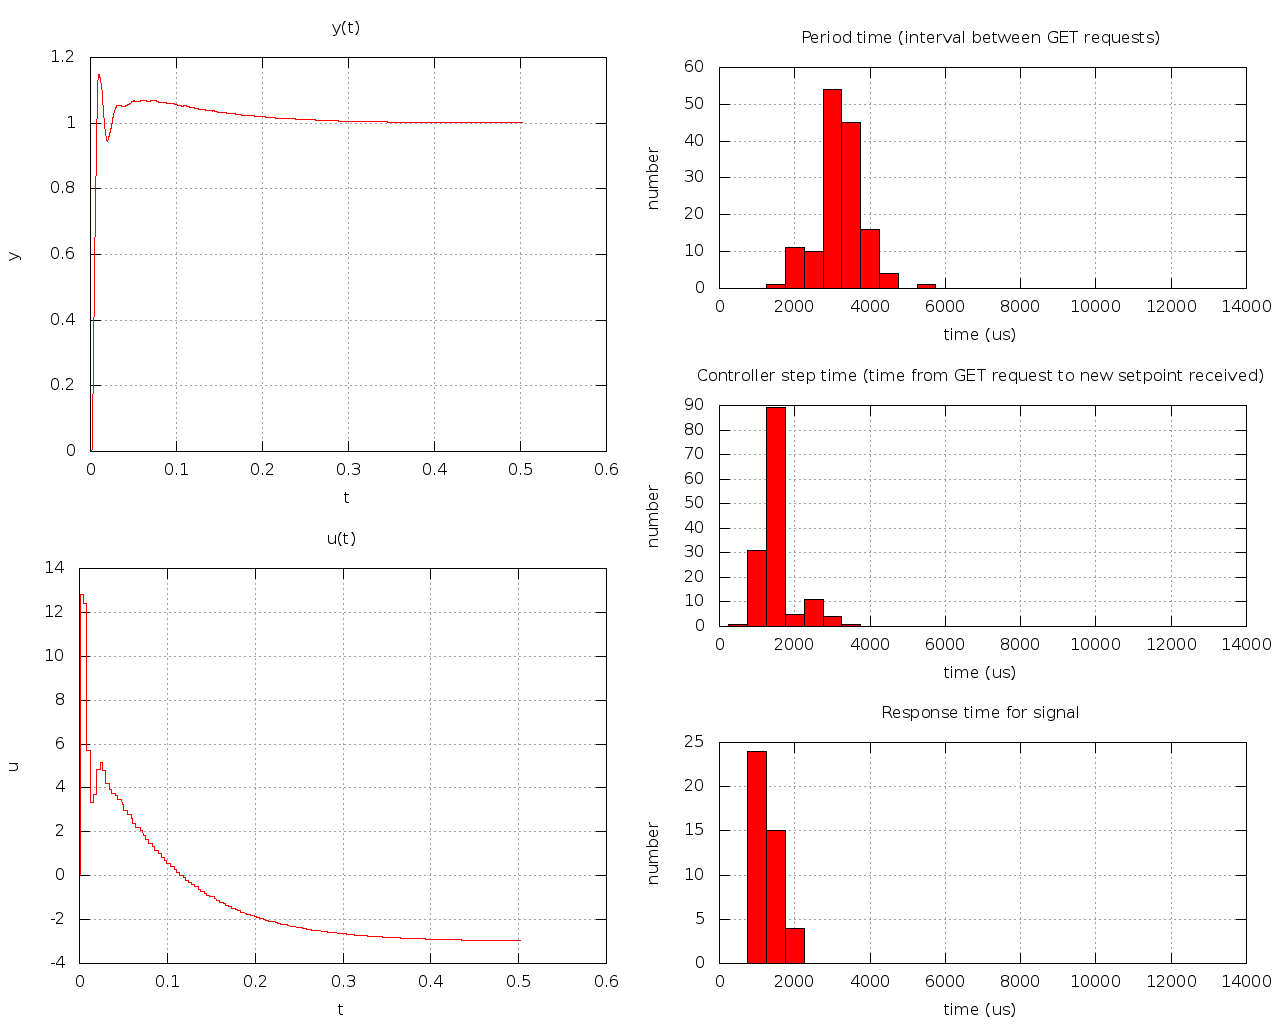 y(t)
1.2
1
0.8
0.6
0.4
0.2
0
y
0 0.1 0.2 0.3 0.4 0.5 0.6
t
u(t)
14
12
10
8
6
4
2
0
-2
-4
u
0 0.1 0.2 0.3 0.4 0.5 0.6
t
Period time (interval between GET requests)
60
50
40
30
20
10
0
number
0 2000 4000 6000 8000 10000 12000 14000
time (us)
Controller step time (time from GET request to new setpoint received)
90
80
70
60
50
40
30
20
10
0
number
0 2000 4000 6000 8000 10000 12000 14000
time (us)
Response time for signal
25
20
15
10
5
0
number
0 2000 4000 6000 8000 10000 12000 14000
time (us)